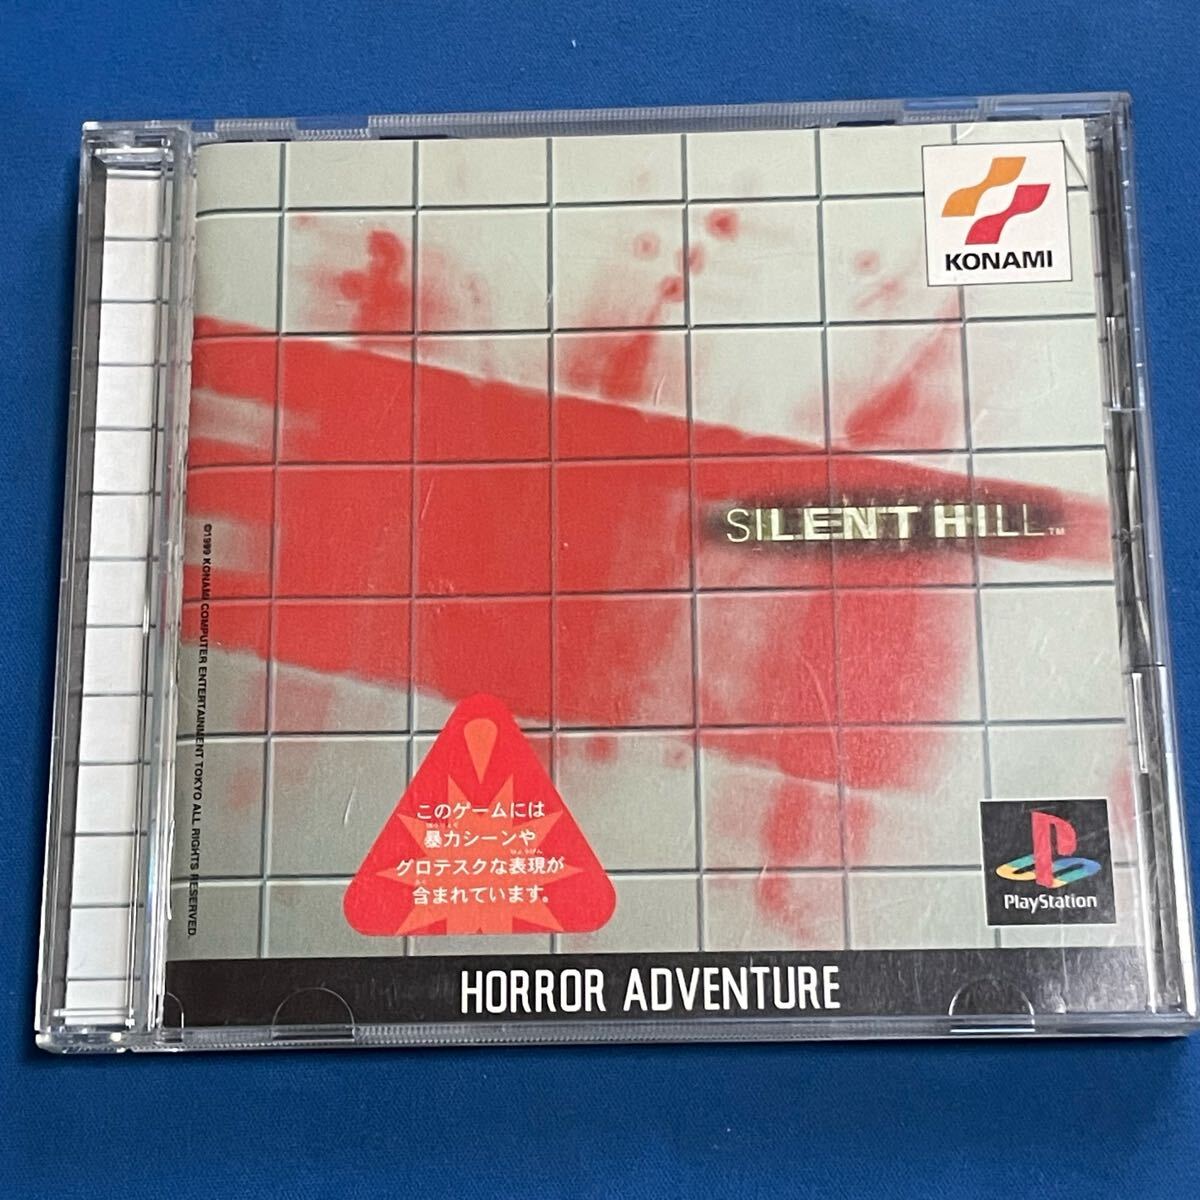 KONAMI
SILENT HILL™
©1999 KONAMI COMPUTER ENTERTAINMENT TOKYO ALL RIGHTS RESERVED.
このゲームには
暴力シーンや
グロテスクな表現が
含まれています。
PlayStation
HORROR ADVENTURE